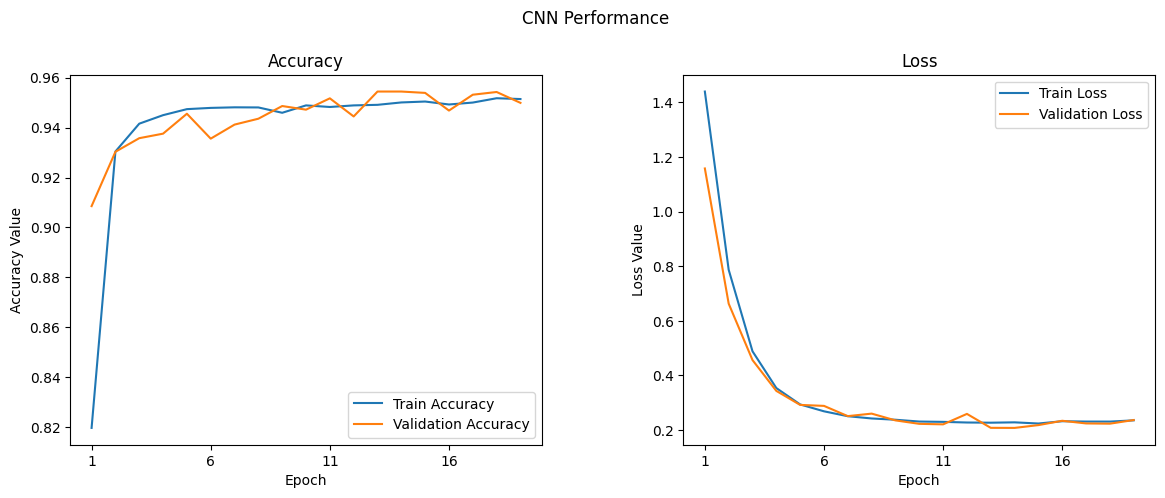 CNN Performance
Accuracy
0.96
0.94
0.92
0.90
0.88
0.86
0.84
0.82
Accuracy Value
1 6 11 16
Epoch
Train Accuracy
Validation Accuracy
Loss
1.4
1.2
1.0
0.8
0.6
0.4
0.2
Loss Value
1 6 11 16
Epoch
Train Loss
Validation Loss